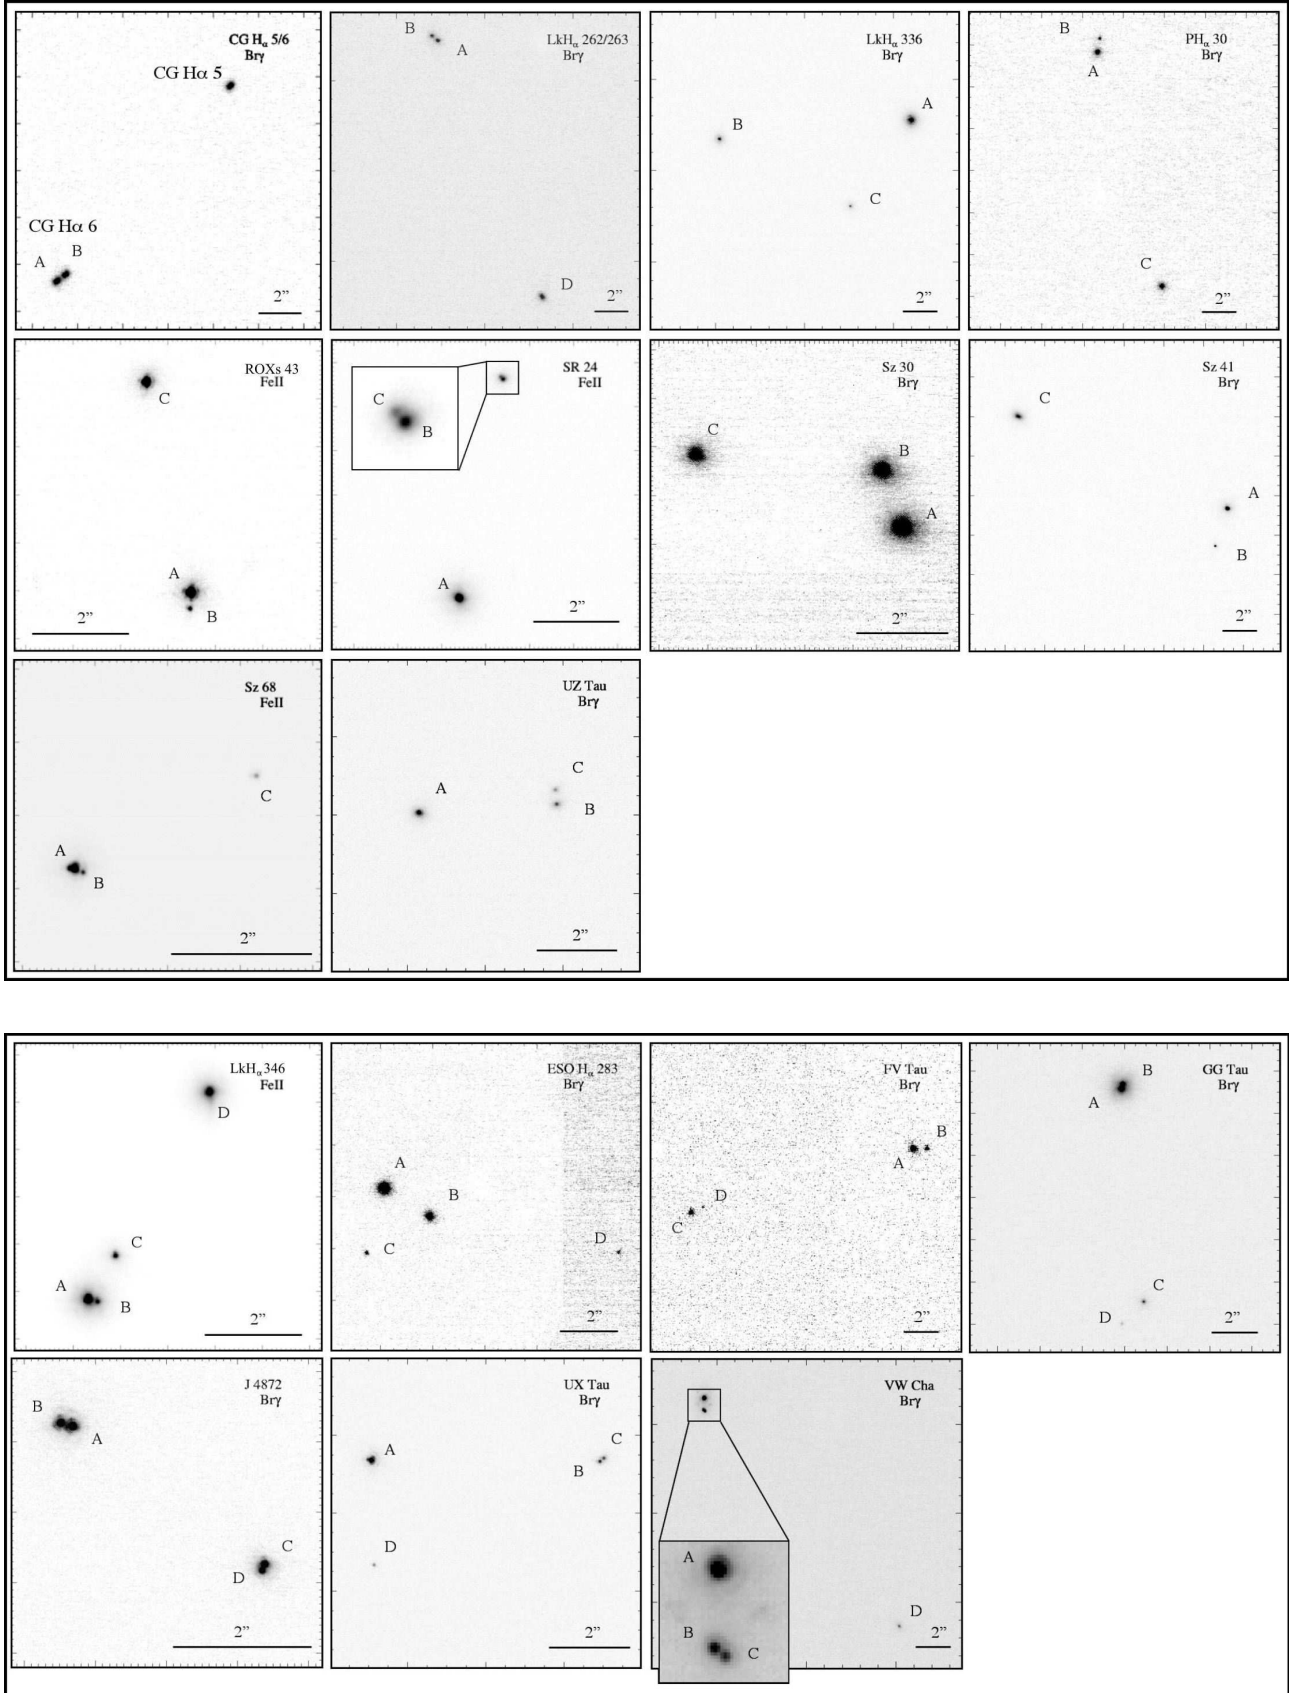 CG Hα 5/6
Brγ
CG Hα 5
CG Hα 6
A
B
2”
B
A
LkHα 262/263
Brγ
D
2”
LkHα 336
Brγ
A
B
C
2”
B
PHα 30
Brγ
A
C
2”
ROXs 43
FeII
C
A
B
2”
SR 24
FeII
C
B
A
2”
Sz 30
Brγ
C
B
A
2”
Sz 41
Brγ
C
A
B
2”
Sz 68
FeII
C
A
B
2”
UZ Tau
Brγ
C
A
B
2”
LkHα 346
FeII
D
C
A
B
2”
ESO Hα 283
Brγ
A
B
C
D
2”
FV Tau
Brγ
B
A
D
C
2”
GG Tau
Brγ
B
A
C
D
2”
J 4872
Brγ
B
A
C
D
2”
UX Tau
Brγ
A
C
B
D
2”
VW Cha
Brγ
A
B
C
D
2”